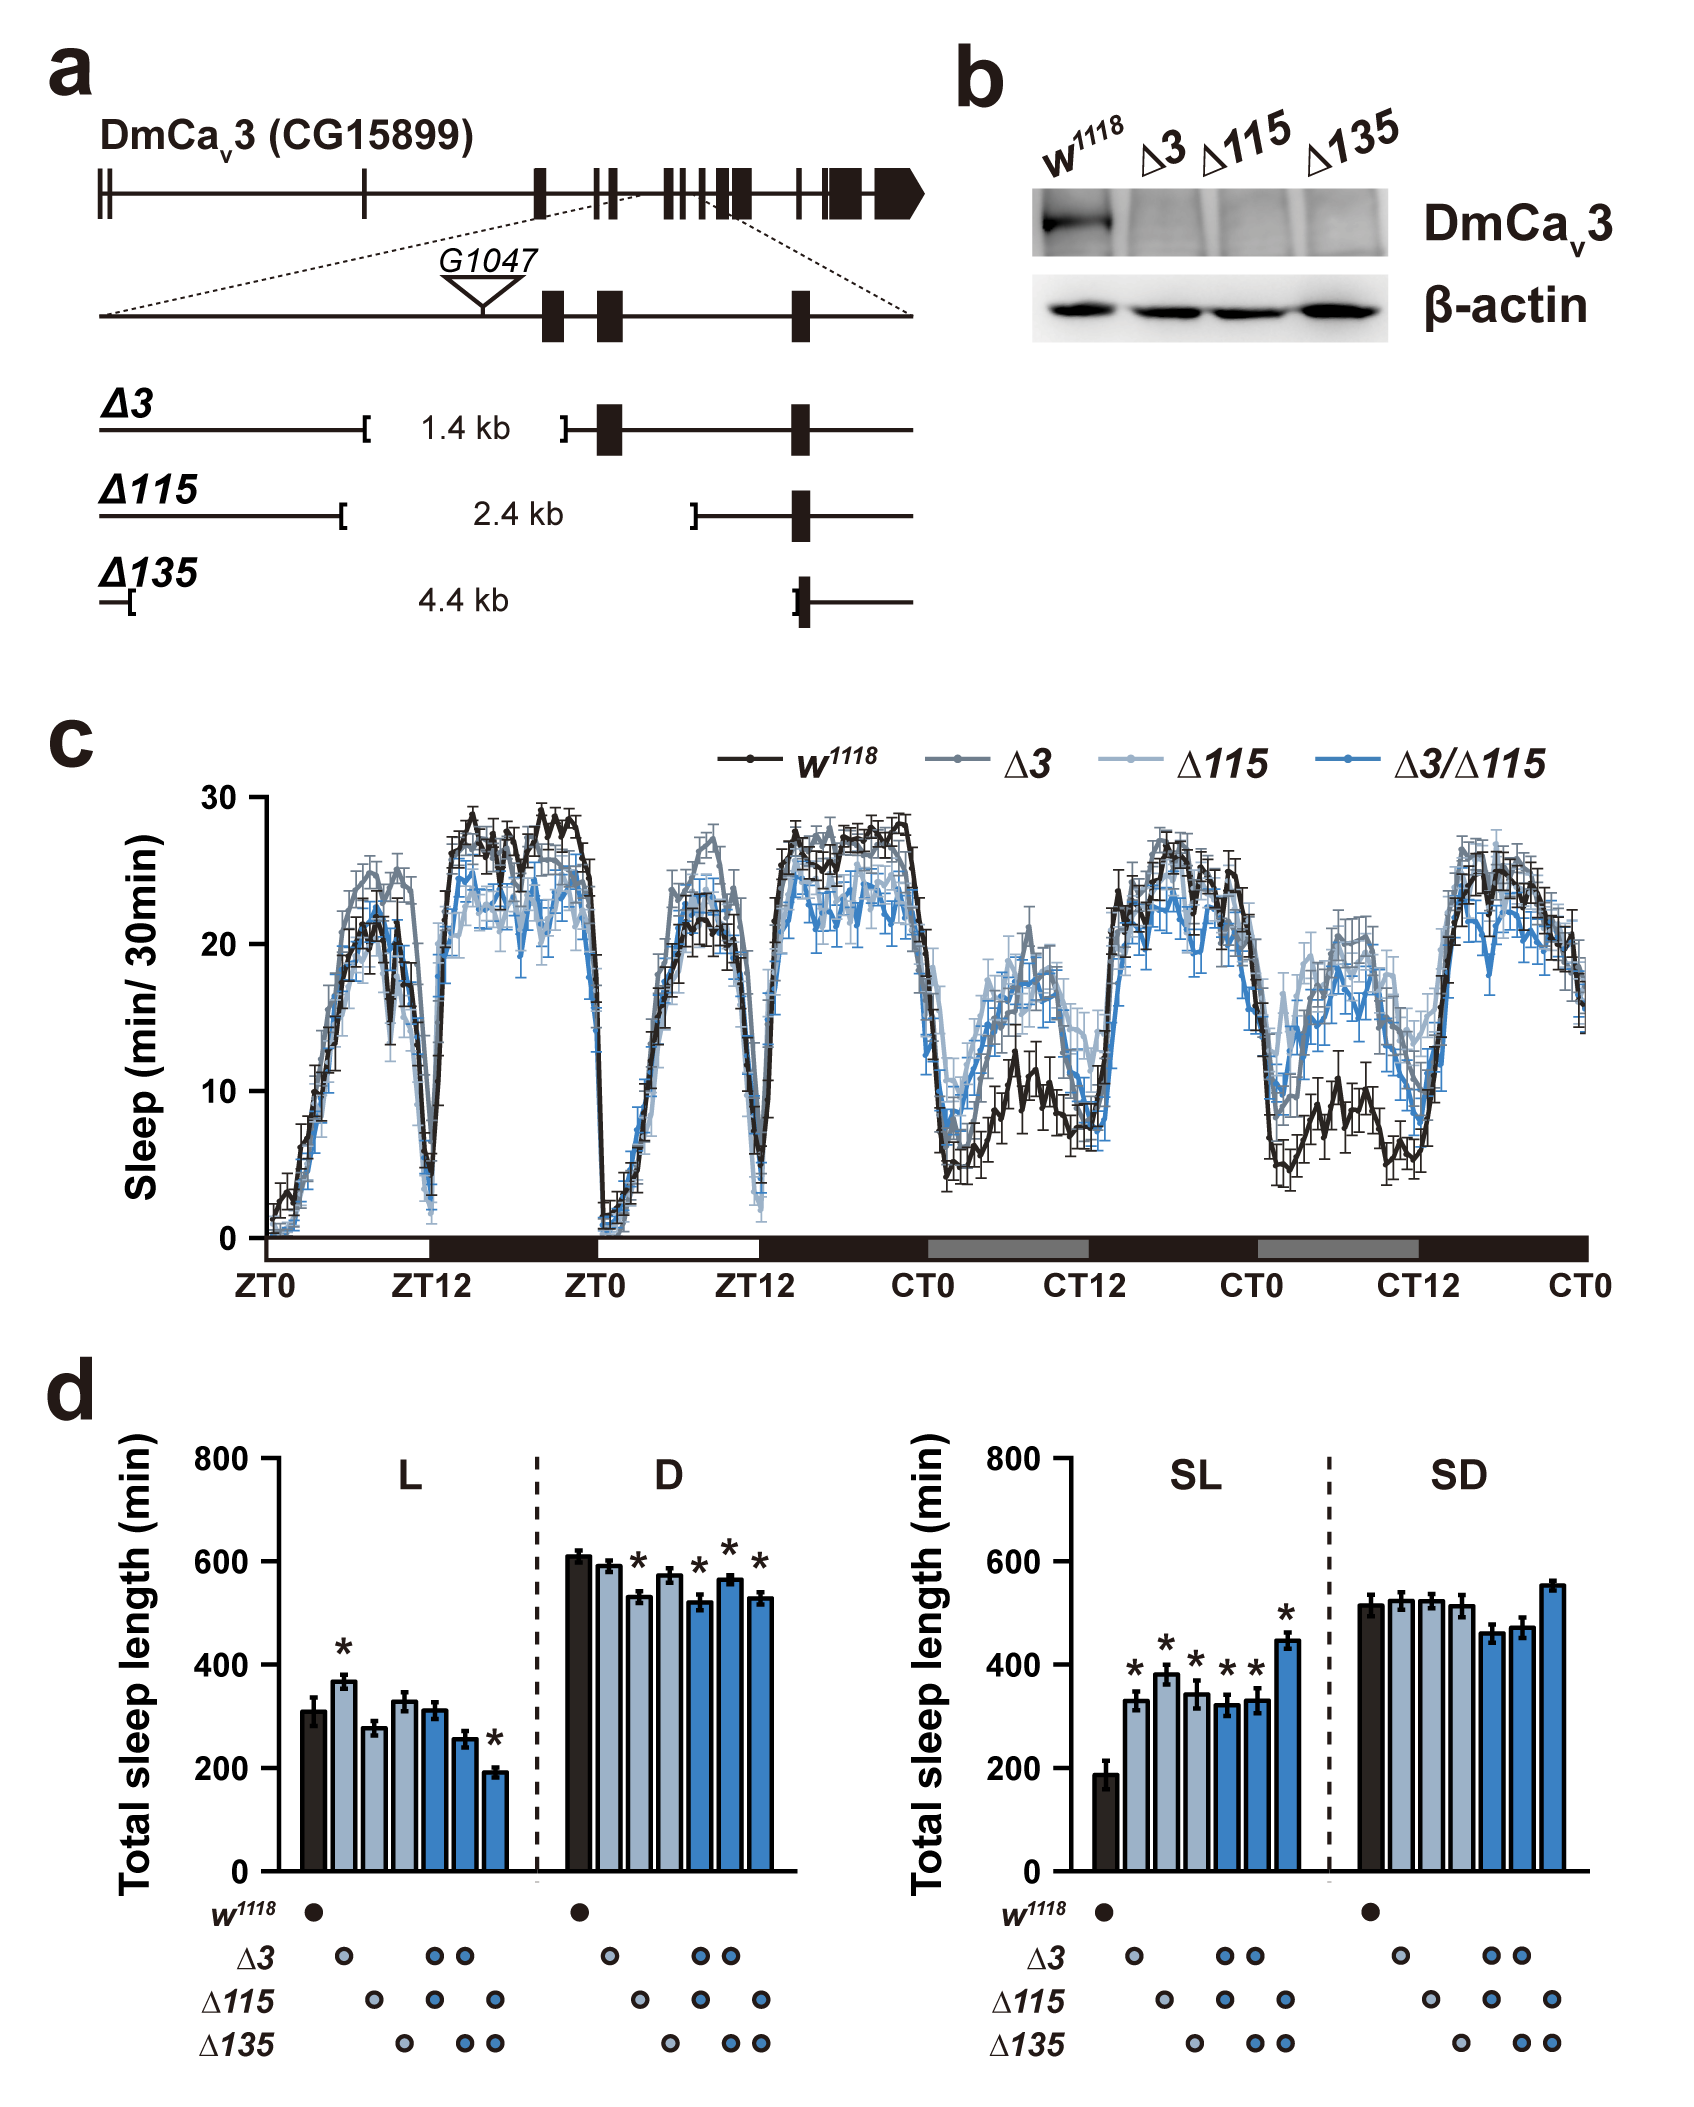 a
DmCav3 (CG15899)
G1047
Δ3
1.4 kb
Δ115
2.4 kb
Δ135
4.4 kb
b
w1118 Δ3 Δ115 Δ135
DmCav3
β-actin
c
w1118 Δ3 Δ115 Δ3/Δ115
Sleep (min/ 30min)
30
20
10
0
ZT0 ZT12 ZT0 ZT12 CT0 CT12 CT0 CT12 CT0
d
Total sleep length (min)
800
600
400
200
0
L D
* * * * * *
w1118
Δ3
Δ115
Δ135
Total sleep length (min)
800
600
400
200
0
SL SD
* * * * * *
w1118
Δ3
Δ115
Δ135